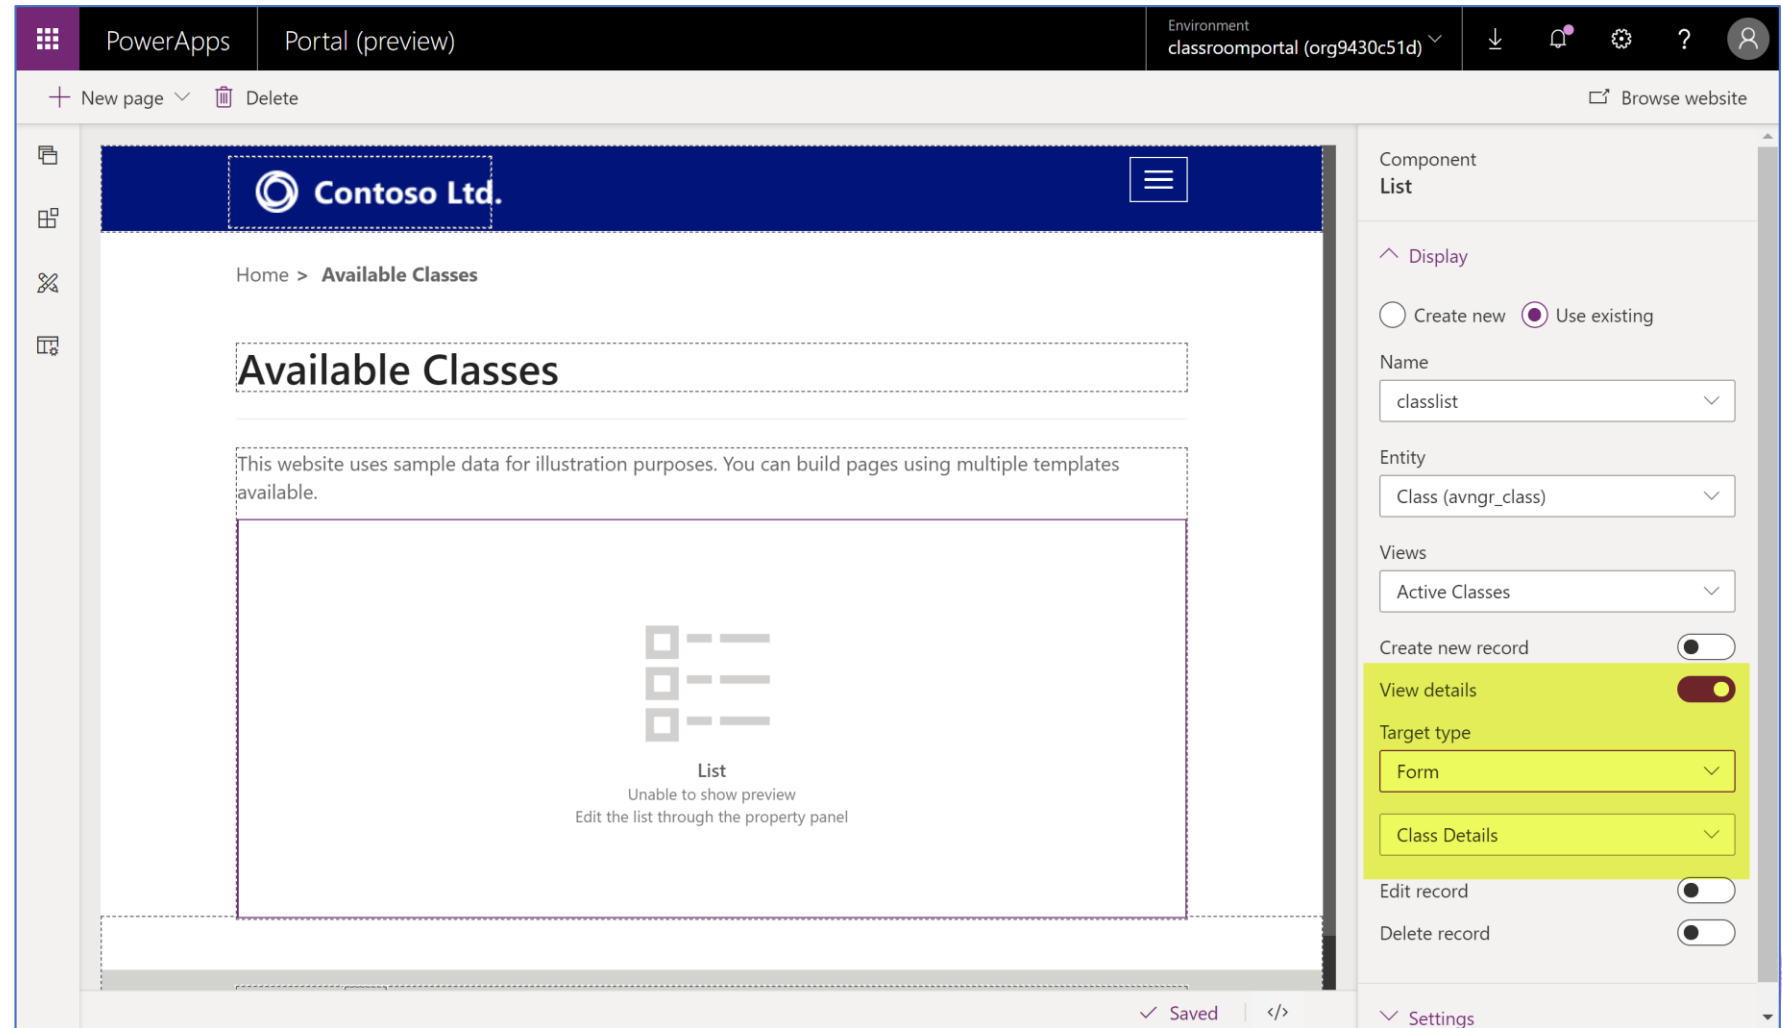 PowerApps
Portal (preview)
Environment
classroomportal (org9430c51d)
?
New page
Delete
Browse website
Contoso Ltd.
Home > Available Classes
Available Classes
This website uses sample data for illustration purposes. You can build pages using multiple templates
available.
List
Unable to show preview
Edit the list through the property panel
Saved
</>
Component
List
Display
Create new
Use existing
Name
classlist
Entity
Class (avngr_class)
Views
Active Classes
Create new record
View details
Target type
Form
Class Details
Edit record
Delete record
Settings